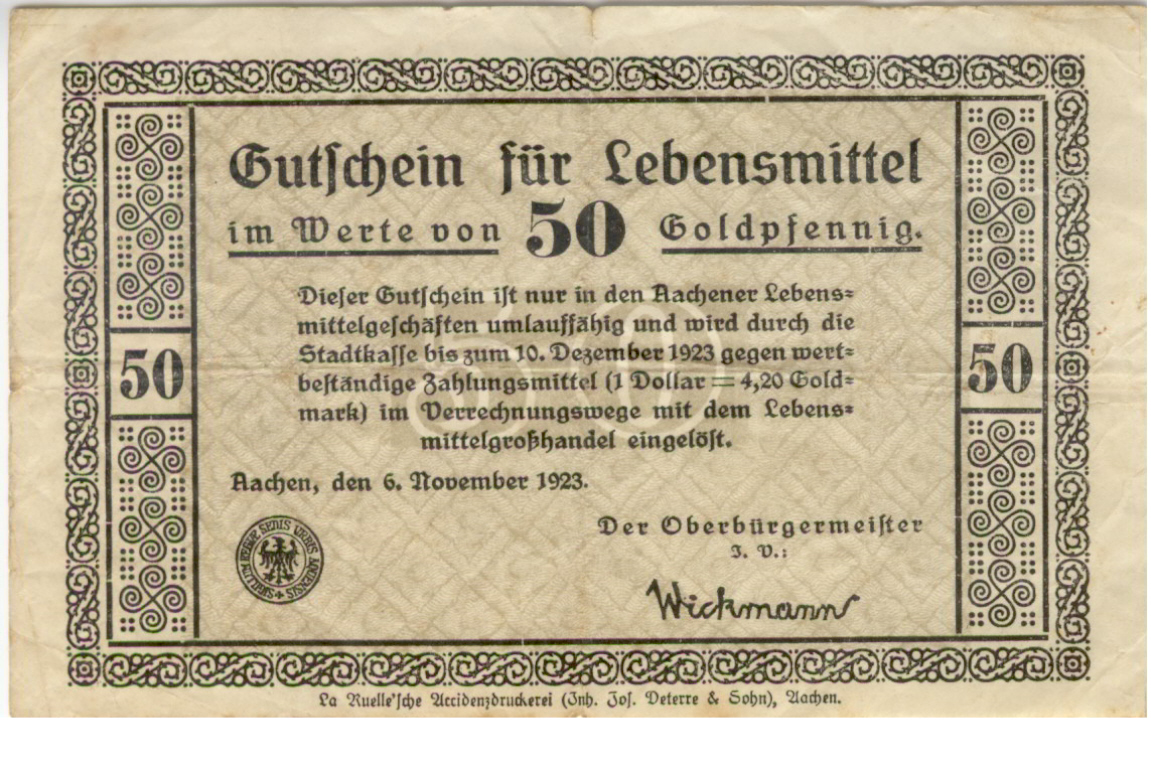 Gutschein für Lebensmittel
im Werte von 50 Goldpfennig.
Dieser Gutschein ist nur in den Aachener Lebens=
mittelgeschäften umlauffähig und wird durch die
Stadtkasse bis zum 10. Dezember 1923 gegen wert=
50 beständige Zahlungsmittel (1 Dollar = 4,20 Gold= 50
mark) im Verrechnungswege mit dem Lebens=
mittelgroßhandel eingelöst.
Aachen, den 6. November 1923.
Der Oberbürgermeister
J. V.:
Wickmann
La Ruelle'sche Accidenzdruckerei (Inh. Jos. Deterre & Sohn), Aachen.